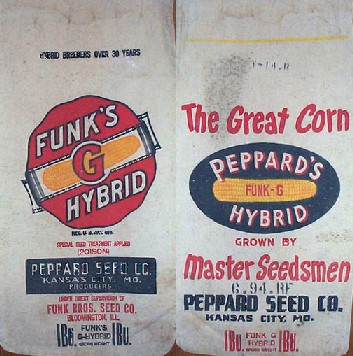 HYBRID BREEDERS OVER 30 YEARS
FUNK'S
G
HYBRID
SPECIAL SEED TREATMENT APPLIED
(POISON)
PEPPARD SEED CO.
KANSAS CITY, MO.
PRODUCERS
UNDER DIRECT SUPERVISION OF
FUNK BROS. SEED CO.
BLOOMINGTON, ILL.
1BU. FUNK'S 1BU.
G-HYBRID
The Great Corn
PEPPARD'S
FUNK-G
HYBRID
GROWN BY
Master Seedsmen
PEPPARD SEED CO.
KANSAS CITY, MO.
1BU. FUNK G 1BU.
HYBRID